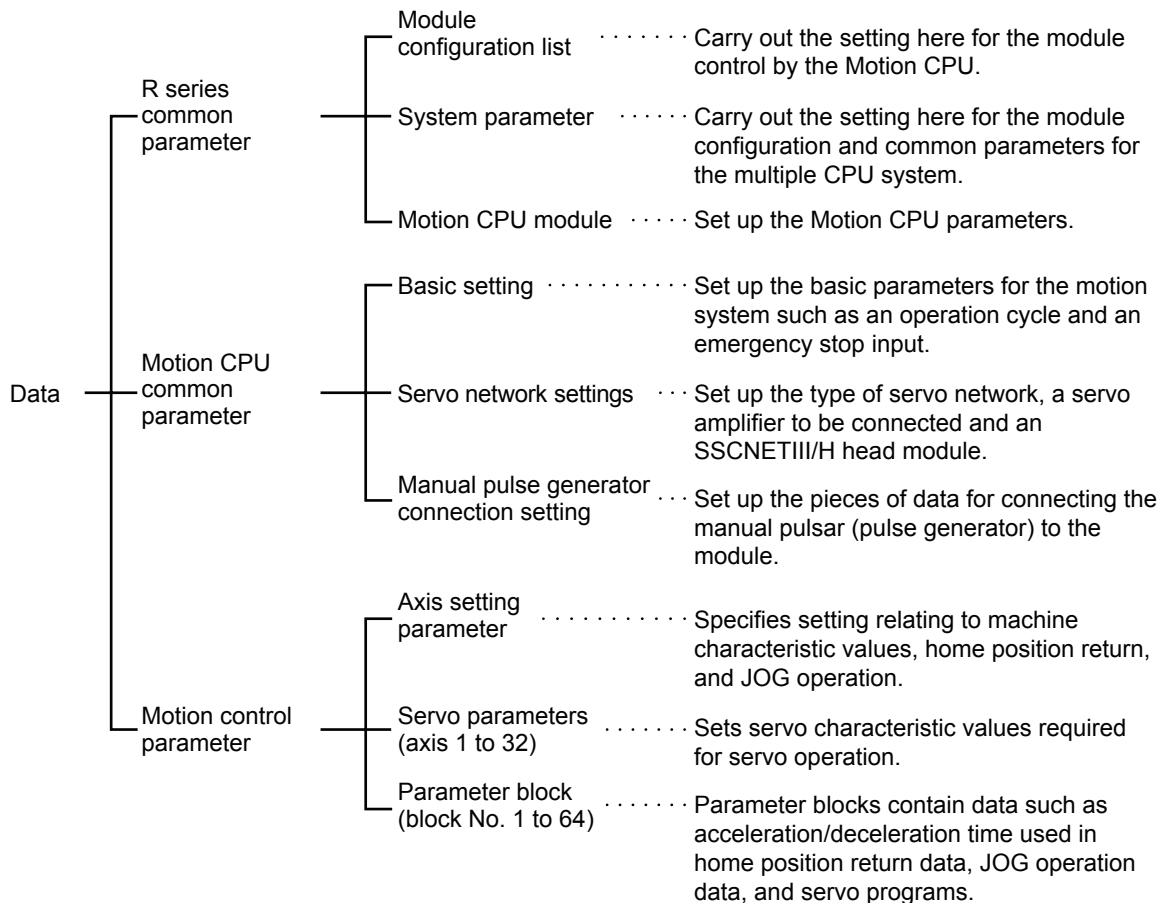 Data
R series
common
parameter
Module
configuration list
Carry out the setting here for the module
control by the Motion CPU.
System parameter
Carry out the setting here for the module
configuration and common parameters for
the multiple CPU system.
Motion CPU module
Set up the Motion CPU parameters.
Motion CPU
common
parameter
Basic setting
Set up the basic parameters for the motion
system such as an operation cycle and an
emergency stop input.
Servo network settings
Set up the type of servo network, a servo
amplifier to be connected and an
SSCNETIII/H head module.
Manual pulse generator
connection setting
Set up the pieces of data for connecting the
manual pulsar (pulse generator) to the
module.
Motion control
parameter
Axis setting
parameter
Specifies setting relating to machine
characteristic values, home position return,
and JOG operation.
Servo parameters
(axis 1 to 32)
Sets servo characteristic values required
for servo operation.
Parameter block
(block No. 1 to 64)
Parameter blocks contain data such as
acceleration/deceleration time used in
home position return data, JOG operation
data, and servo programs.